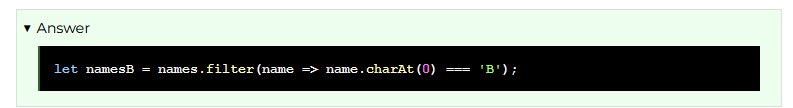 ▾ Answer
let namesB = names.filter(name => name.charAt(0) === 'B');